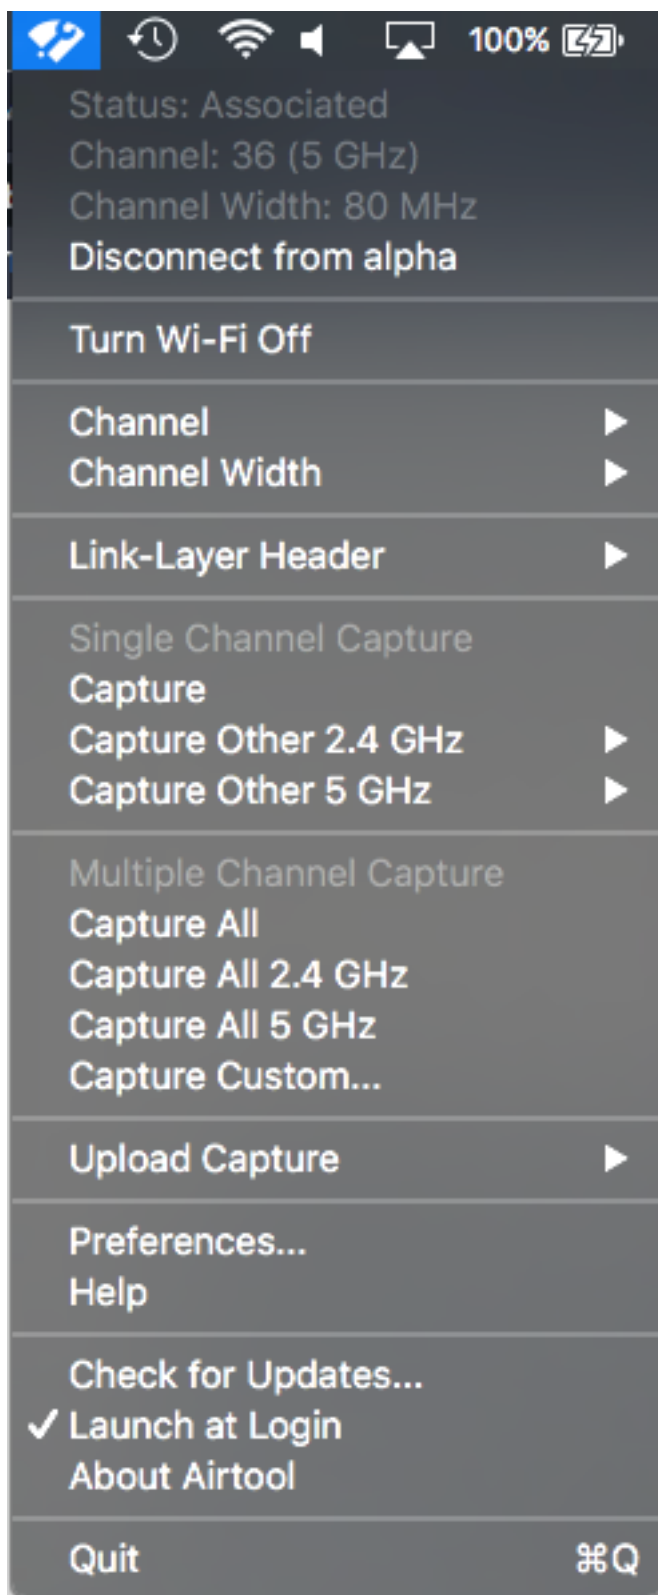 100%
Status: Associated
Channel: 36 (5 GHz)
Channel Width: 80 MHz
Disconnect from alpha
Turn Wi-Fi Off
Channel
Channel Width
Link-Layer Header
Single Channel Capture
Capture
Capture Other 2.4 GHz
Capture Other 5 GHz
Multiple Channel Capture
Capture All
Capture All 2.4 GHz
Capture All 5 GHz
Capture Custom...
Upload Capture
Preferences...
Help
Check for Updates...
Launch at Login
About Airtool
Quit ⌘Q